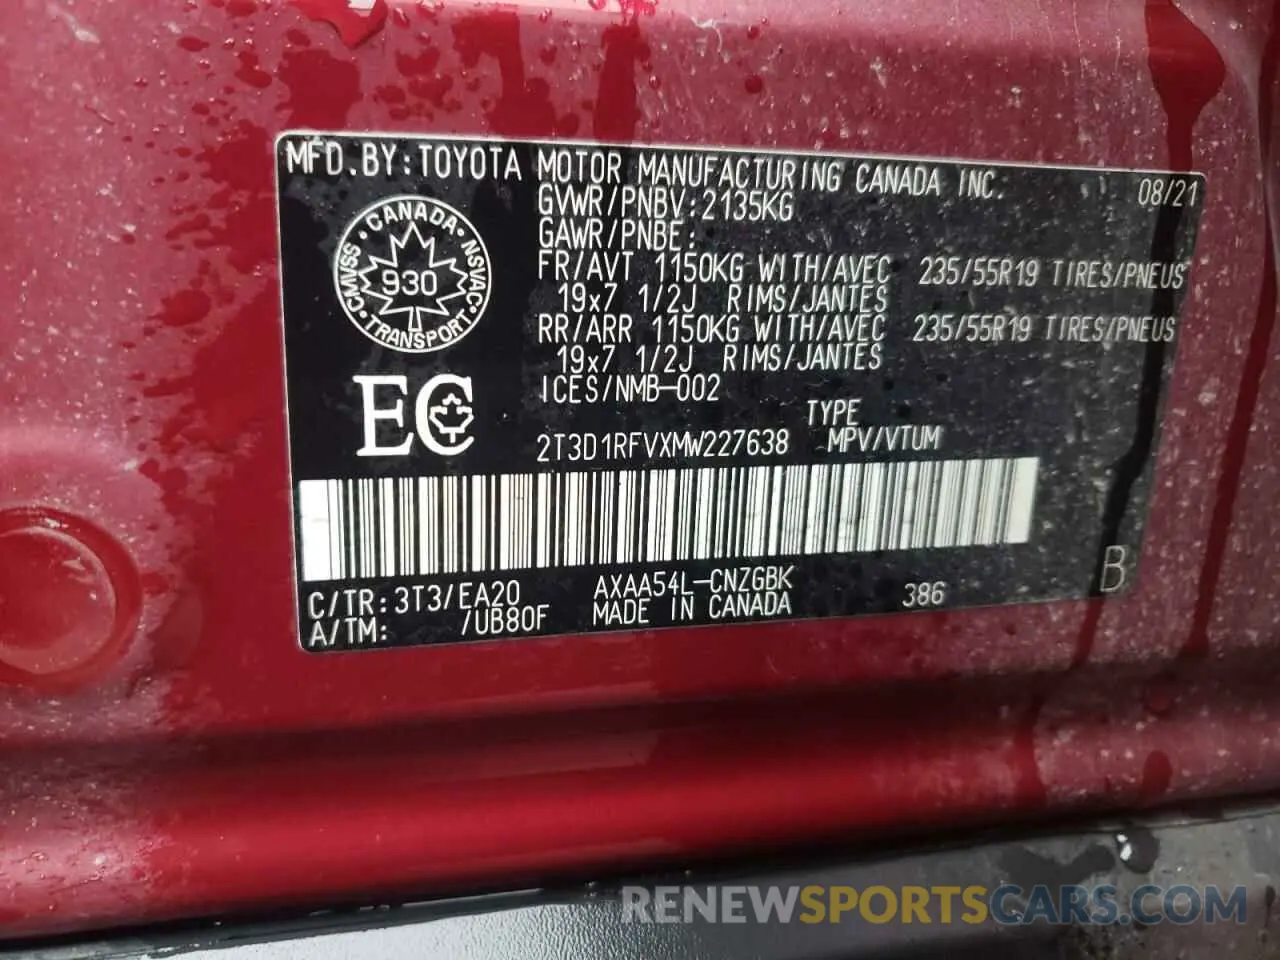 MFD.BY:TOYOTA MOTOR MANUFACTURING CANADA INC. 08/21
GVWR/PNBV:2135KG
GAWR/PNBE:
FR/AVT 1150KG WITH/AVEC 235/55R19 TIRES/PNEUS
19x7 1/2J RIMS/JANTES
RR/ARR 1150KG WITH/AVEC 235/55R19 TIRES/PNEUS
19x7 1/2J RIMS/JANTES
ICES/NMB-002
CANADA
CMVSS 930 NSVAC
TRANSPORT
EC
TYPE
2T3D1RFVXMW227638 MPV/VTUM
C/TR:3T3/EA20 AXAA54L-CNZGBK 386 B
A/TM: /UB80F MADE IN CANADA
RENEWSPORTSCARS.COM